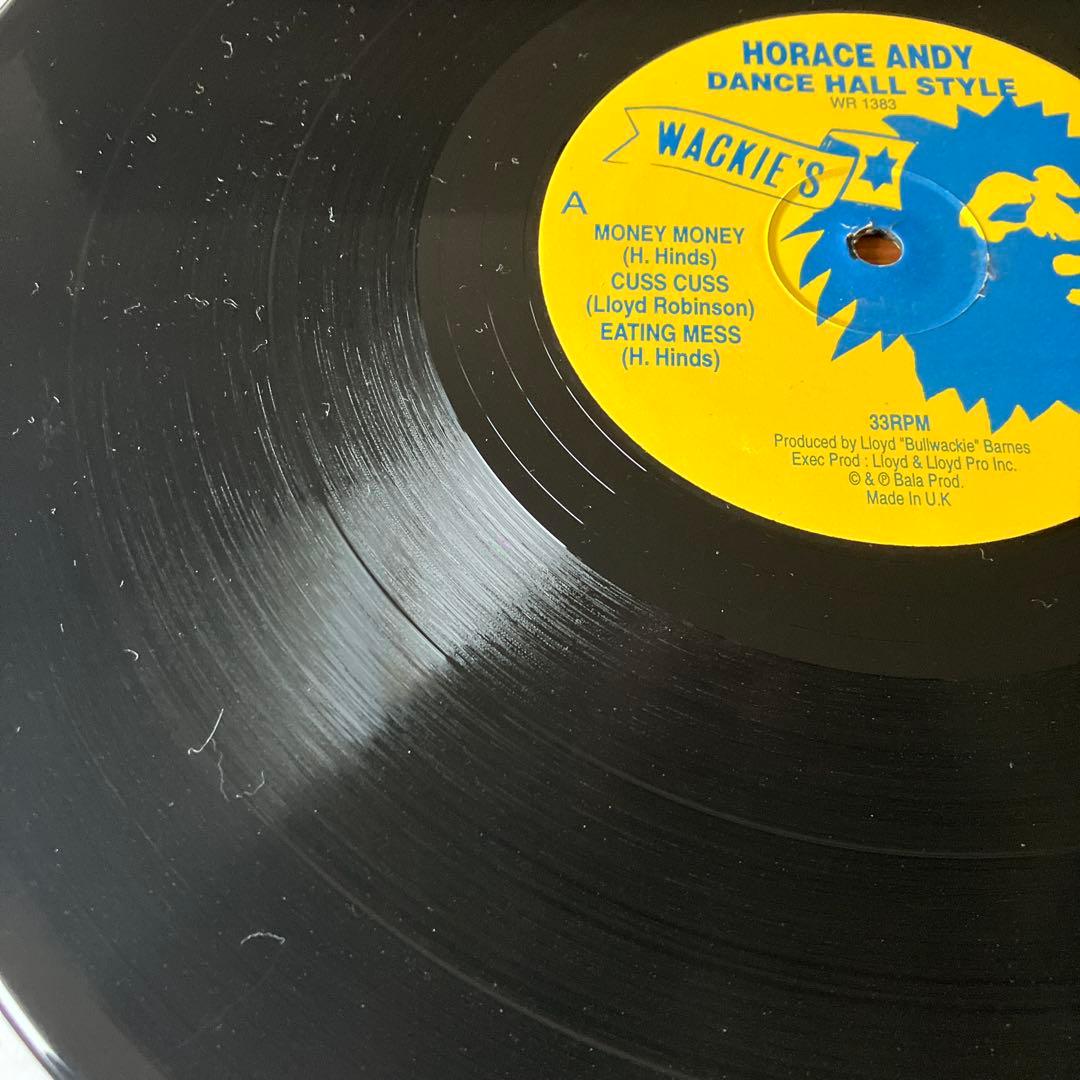 HORACE ANDY
DANCE HALL STYLE
WR 1383
WACKIE'S
A
MONEY MONEY
(H. Hinds)
CUSS CUSS
(Lloyd Robinson)
EATING MESS
(H. Hinds)
33RPM
Produced by Lloyd "Bullwackie" Barnes
Exec Prod : Lloyd & Lloyd Pro Inc.
© & ℗ Bala Prod.
Made In U.K